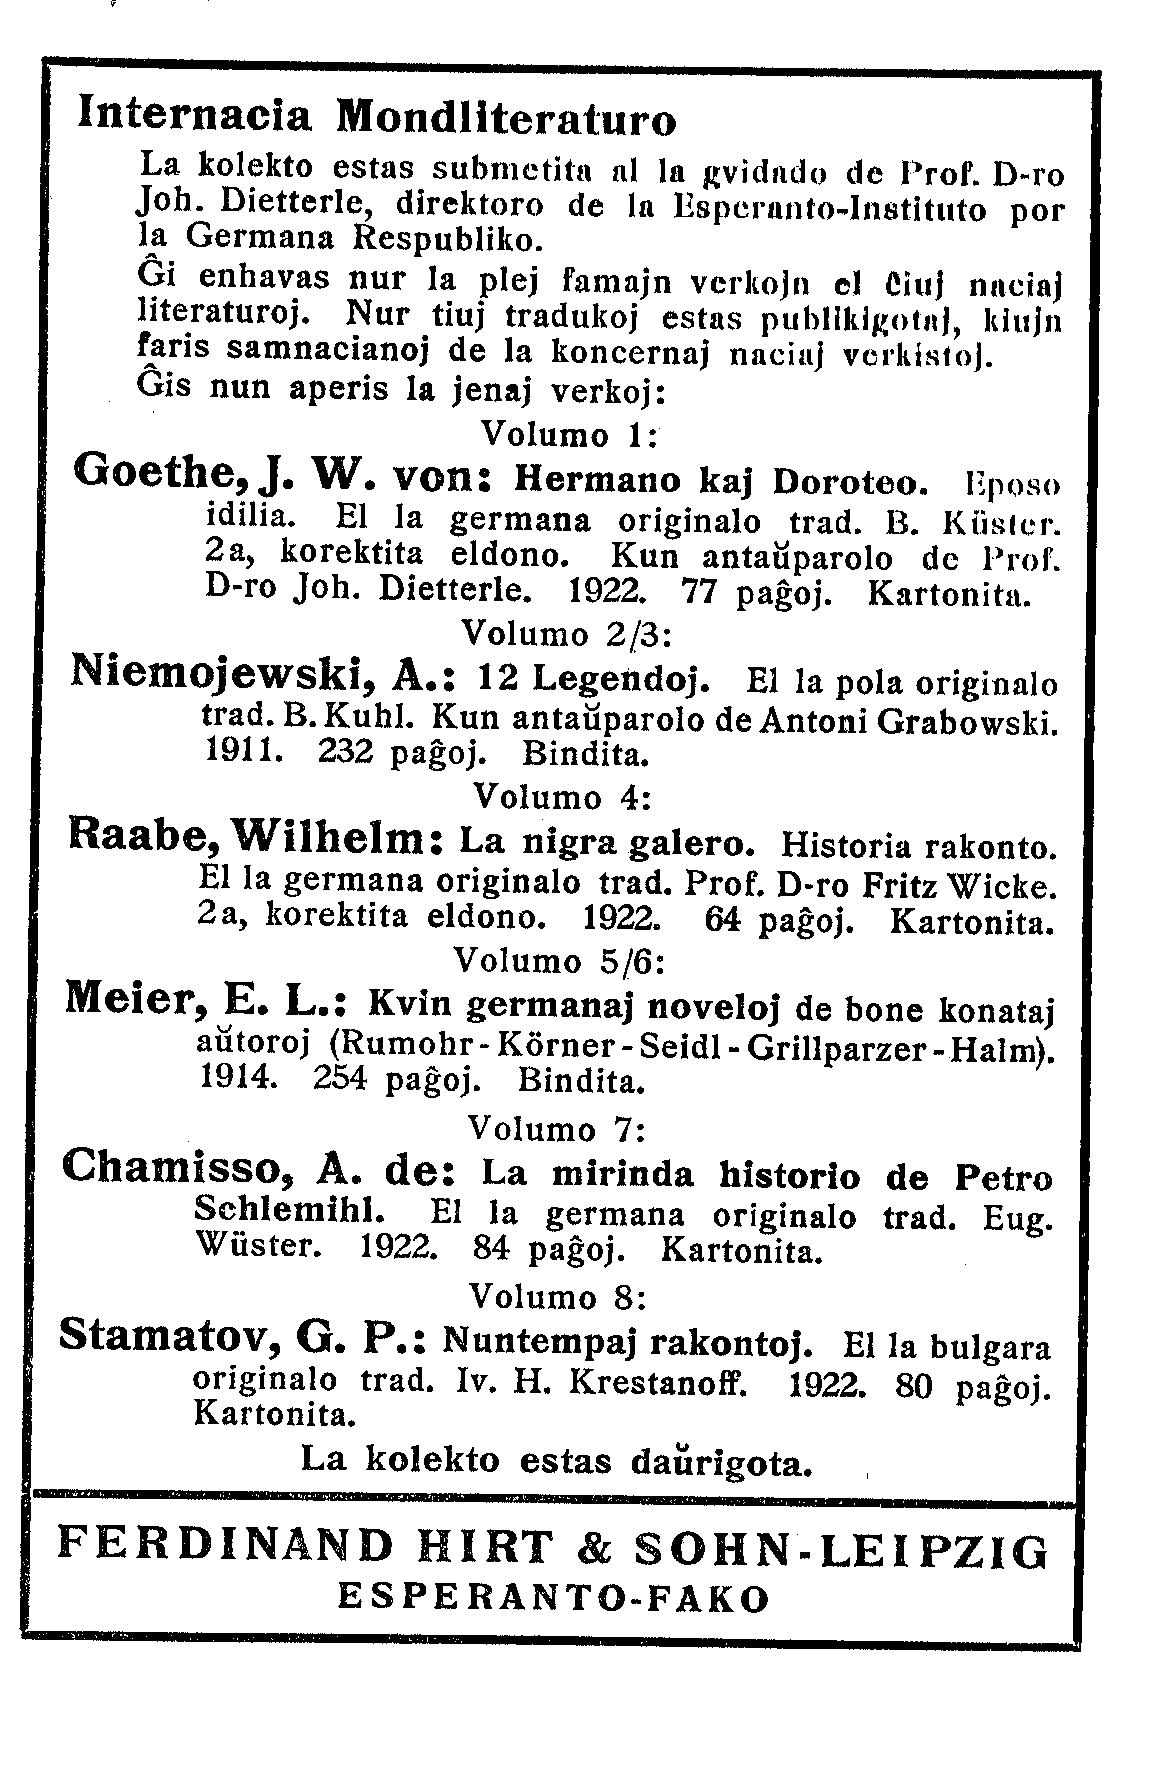 Internacia Mondliteraturo
La kolekto estas submetita al la gvidado de Prof. D-ro
Joh. Dietterle, direktoro de la Esperanto-Instituto por
la Germana Respubliko.
Ĝi enhavas nur la plej famajn verkojn el ĉiuj naciaj
literaturoj. Nur tiuj tradukoj estas publikigotaj, kiujn
faris samnacianoj de la koncernaj naciaj verkistoj.
Ĝis nun aperis la jenaj verkoj:
Volumo 1:
Goethe, J. W. von: Hermano kaj Doroteo. Eposo
idilia. El la germana originalo trad. B. Küster.
2a, korektita eldono. Kun antaŭparolo de Prof.
D-ro Joh. Dietterle. 1922. 77 paĝoj. Kartonita.
Volumo 2/3:
Niemojewski, A.: 12 Legendoj. El la pola originalo
trad. B. Kuhl. Kun antaŭparolo de Antoni Grabowski.
1911. 232 paĝoj. Bindita.
Volumo 4:
Raabe, Wilhelm: La nigra galero. Historia rakonto.
El la germana originalo trad. Prof. D-ro Fritz Wicke.
2a, korektita eldono. 1922. 64 paĝoj. Kartonita.
Volumo 5/6:
Meier, E. L.: Kvin germanaj noveloj de bone konataj
aŭtoroj (Rumohr-Körner-Seidl-Grillparzer-Halm).
1914. 254 paĝoj. Bindita.
Volumo 7:
Chamisso, A. de: La mirinda historio de Petro
Schlemihl. El la germana originalo trad. Eug.
Wüster. 1922. 84 paĝoj. Kartonita.
Volumo 8:
Stamatov, G. P.: Nuntempaj rakontoj. El la bulgara
originalo trad. Iv. H. Krestanoff. 1922. 80 paĝoj.
Kartonita.
La kolekto estas daŭrigota.
FERDINAND HIRT & SOHN-LEIPZIG
ESPERANTO-FAKO